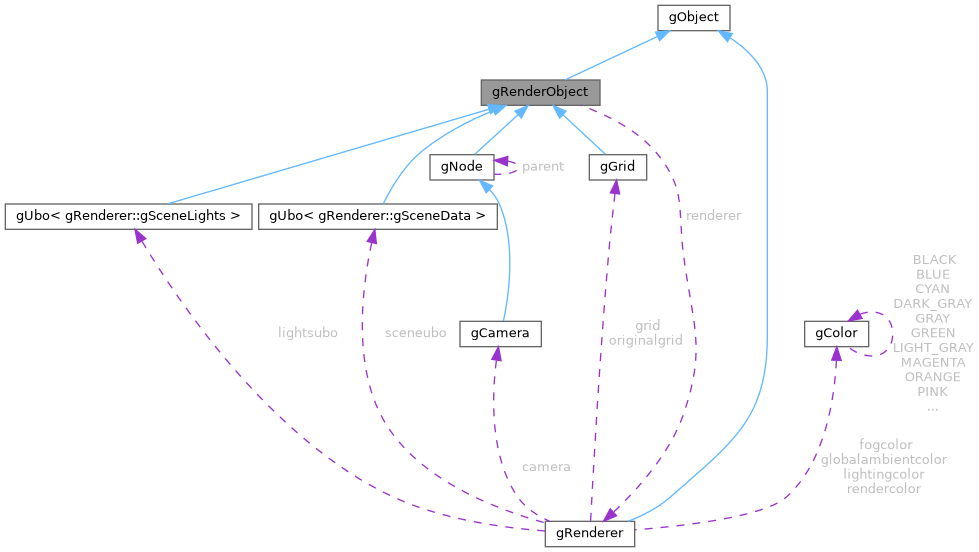 gObject
gRenderObject
gNode
parent
gGrid
gUbo< gRenderer::gSceneLights >
gUbo< gRenderer::gSceneData >
renderer
BLACK
BLUE
CYAN
DARK_GRAY
GRAY
GREEN
LIGHT_GRAY
MAGENTA
ORANGE
PINK
...
lightsubo
sceneubo
gCamera
grid
originalgrid
gColor
camera
fogcolor
globalambientcolor
lightingcolor
rendercolor
gRenderer